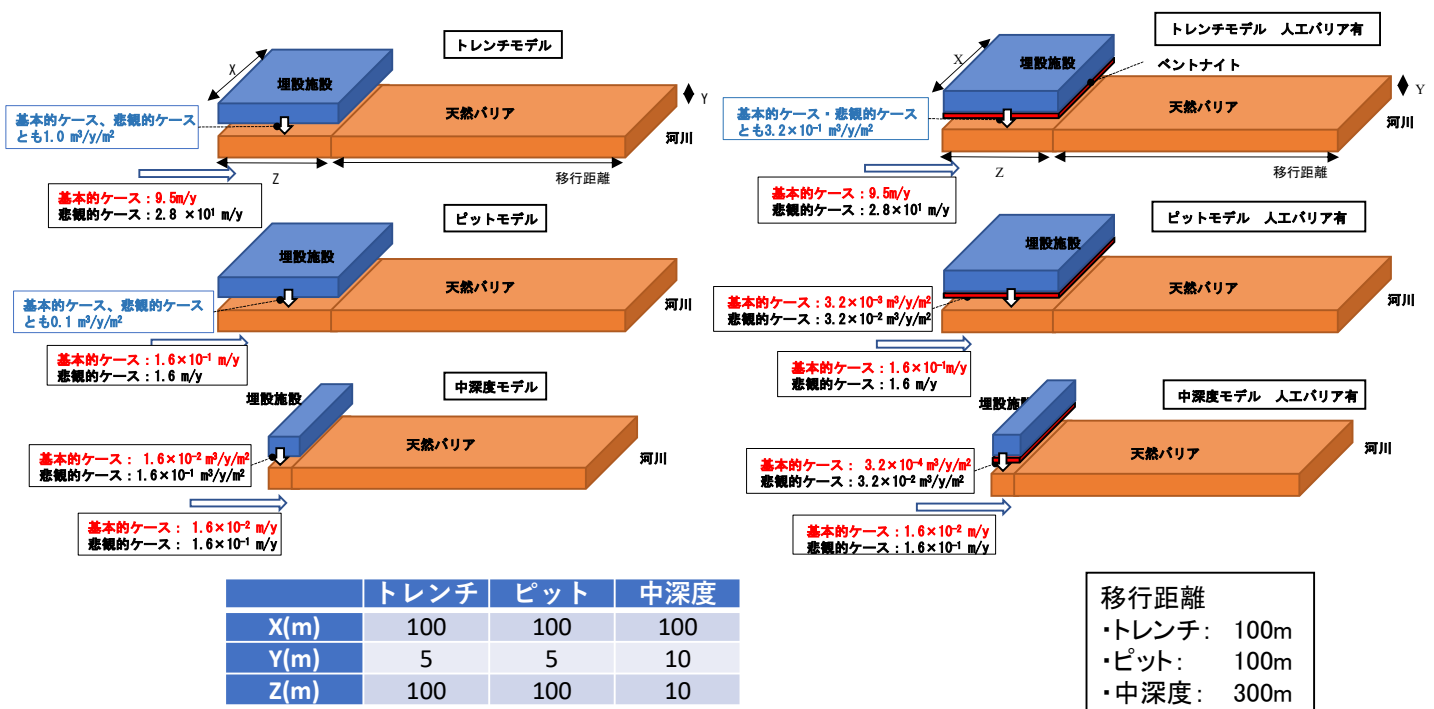 トレンチモデル
X
埋設施設
Y
基本的ケース、悲観的ケース
とも1.0 m³/y/m²
天然バリア
河川
Z
移行距離
基本的ケース：9.5m/y
悲観的ケース：2.8 ×10¹ m/y
ピットモデル
埋設施設
天然バリア
河川
基本的ケース、悲観的ケース
とも0.1 m³/y/m²
基本的ケース：1.6×10⁻¹ m/y
悲観的ケース：1.6 m/y
中深度モデル
埋設施設
天然バリア
河川
基本的ケース： 1.6×10⁻² m³/y/m²
悲観的ケース：1.6×10⁻¹ m³/y/m²
基本的ケース： 1.6×10⁻² m/y
悲観的ケース： 1.6×10⁻¹ m/y
トレンチモデル 人工バリア有
X
埋設施設
ベントナイト
Y
基本的ケース・悲観的ケース
とも3.2×10⁻¹ m³/y/m²
天然バリア
河川
Z
移行距離
基本的ケース：9.5m/y
悲観的ケース：2.8×10¹ m/y
ピットモデル 人工バリア有
埋設施設
天然バリア
河川
基本的ケース：3.2×10⁻³ m³/y/m²
悲観的ケース：3.2×10⁻² m³/y/m²
基本的ケース：1.6×10⁻¹m/y
悲観的ケース：1.6 m/y
中深度モデル 人工バリア有
埋設施
天然バリア
河川
基本的ケース： 3.2×10⁻⁴ m³/y/m²
悲観的ケース：3.2×10⁻² m³/y/m²
基本的ケース：1.6×10⁻² m/y
悲観的ケース：1.6×10⁻¹ m/y
トレンチ ピット 中深度
X(m) 100 100 100
Y(m) 5 5 10
Z(m) 100 100 10
移行距離
・トレンチ： 100m
・ピット： 100m
・中深度： 300m